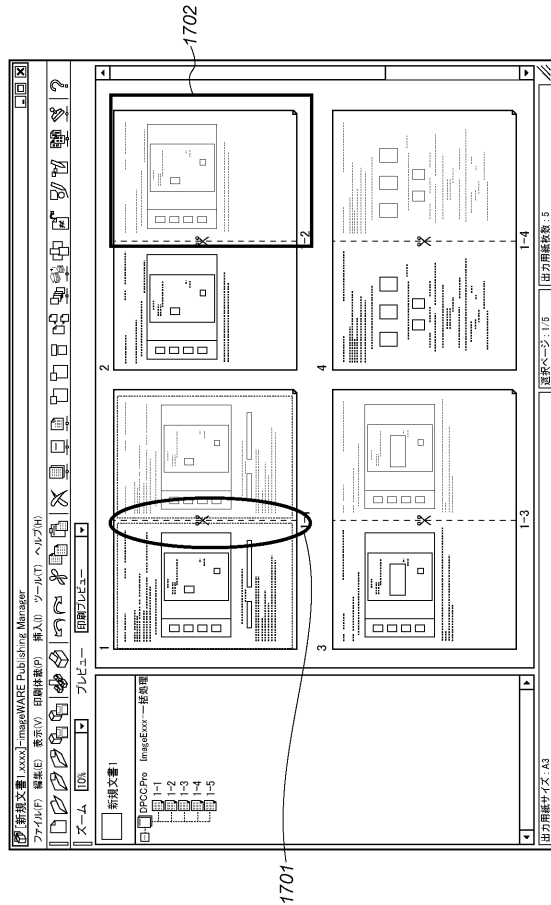 [新規文書1.xxxx]-imageWARE Publishing Manager
ファイル(F) 編集(E) 表示(V) 印刷体裁(P) 挿入(I) ツール(T) ヘルプ(H)
ズーム 10% プレビュー 印刷プレビュー
新規文書1
DPCC.Pro ImageExxx一括処理
1-1
1-2
1-3
1-4
1-5
1
1-1
2
1-2
3
1-3
4
1-4
出力用紙サイズ:A3
選択ページ:1/5
出力用紙枚数:5
1701
1702